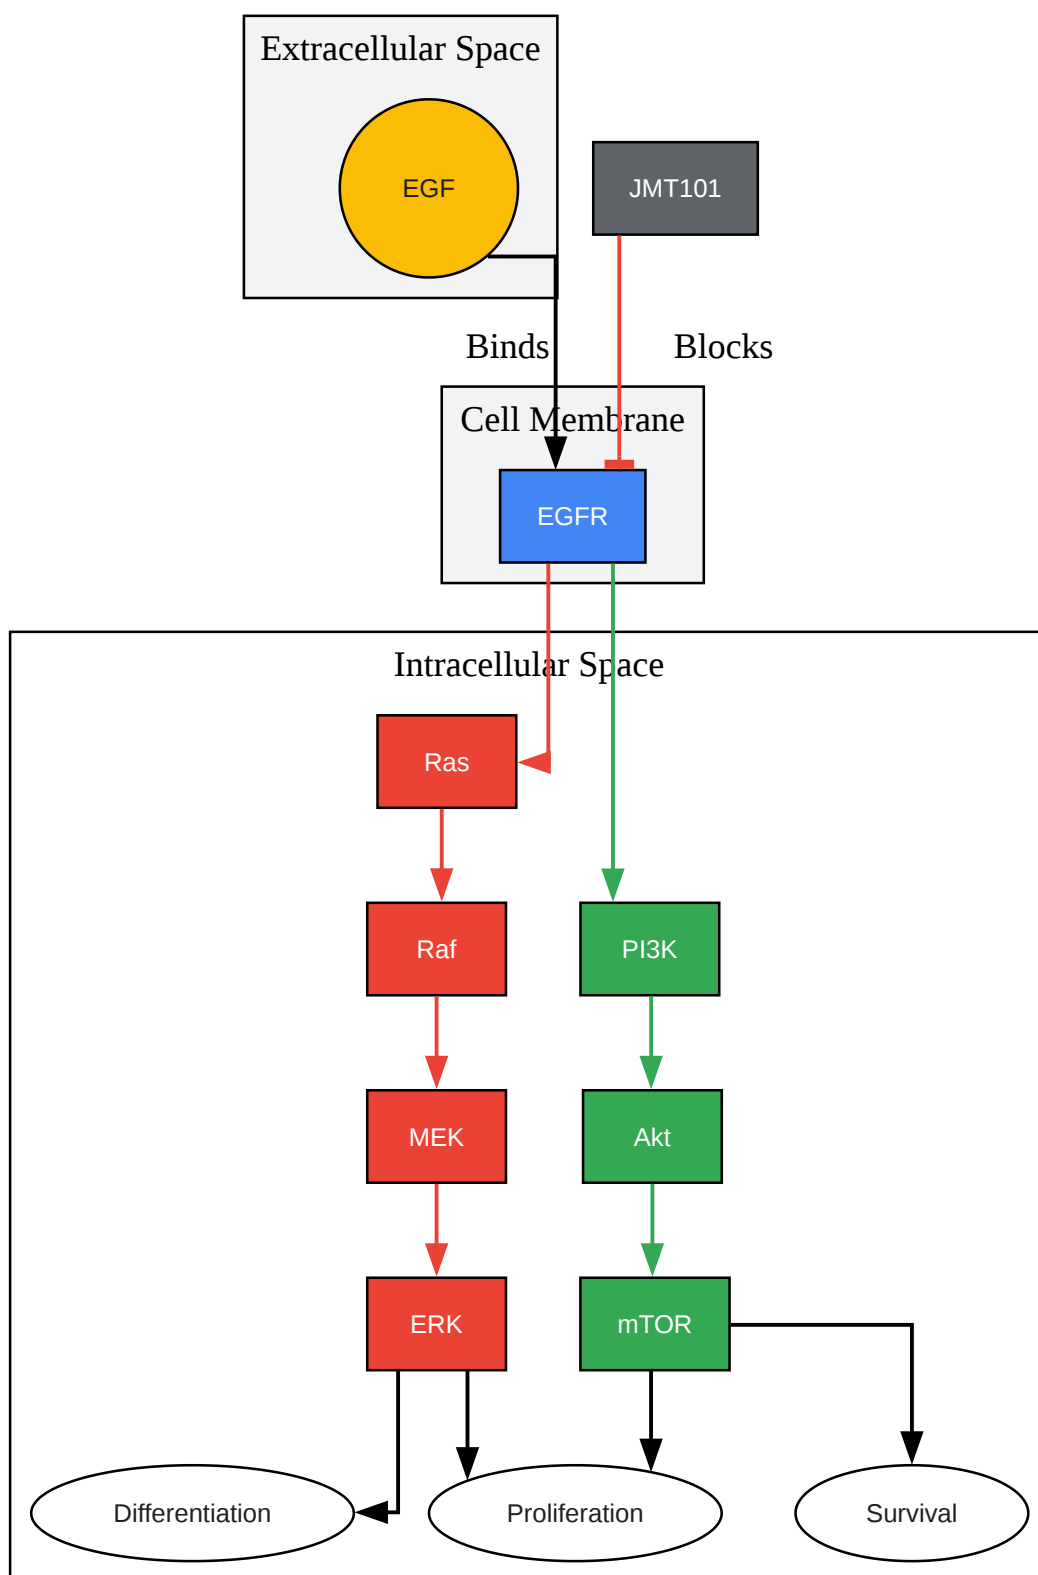 Extracellular Space
EGF
JMT101
Binds
Blocks
Cell Membrane
EGFR
Intracellular Space
Ras
Raf
PI3K
MEK
Akt
ERK
mTOR
Differentiation
Proliferation
Survival